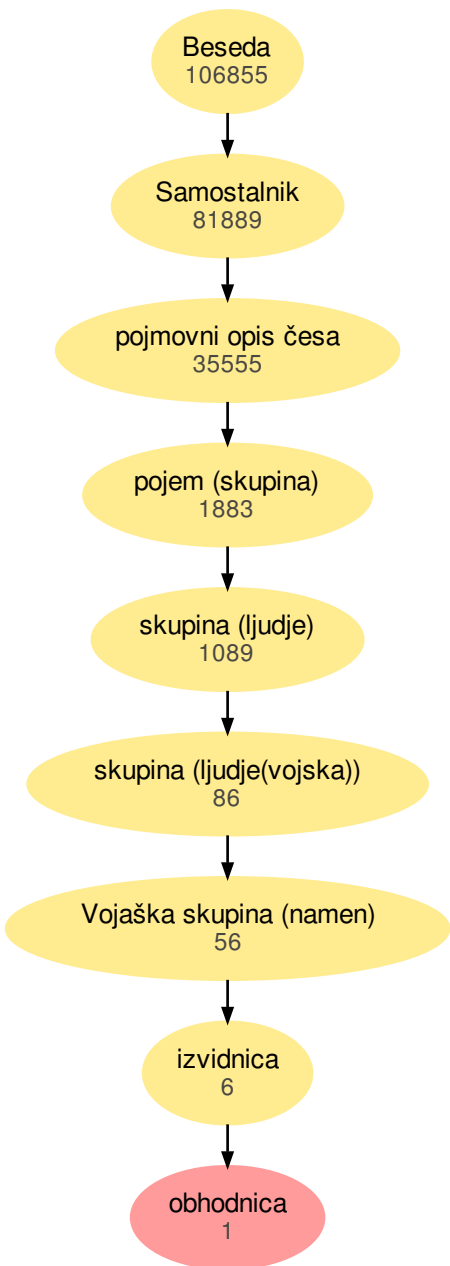 Beseda
106855
Samostalnik
81889
pojmovni opis česa
35555
pojem (skupina)
1883
skupina (ljudje)
1089
skupina (ljudje(vojska))
86
Vojaška skupina (namen)
56
izvidnica
6
obhodnica
1